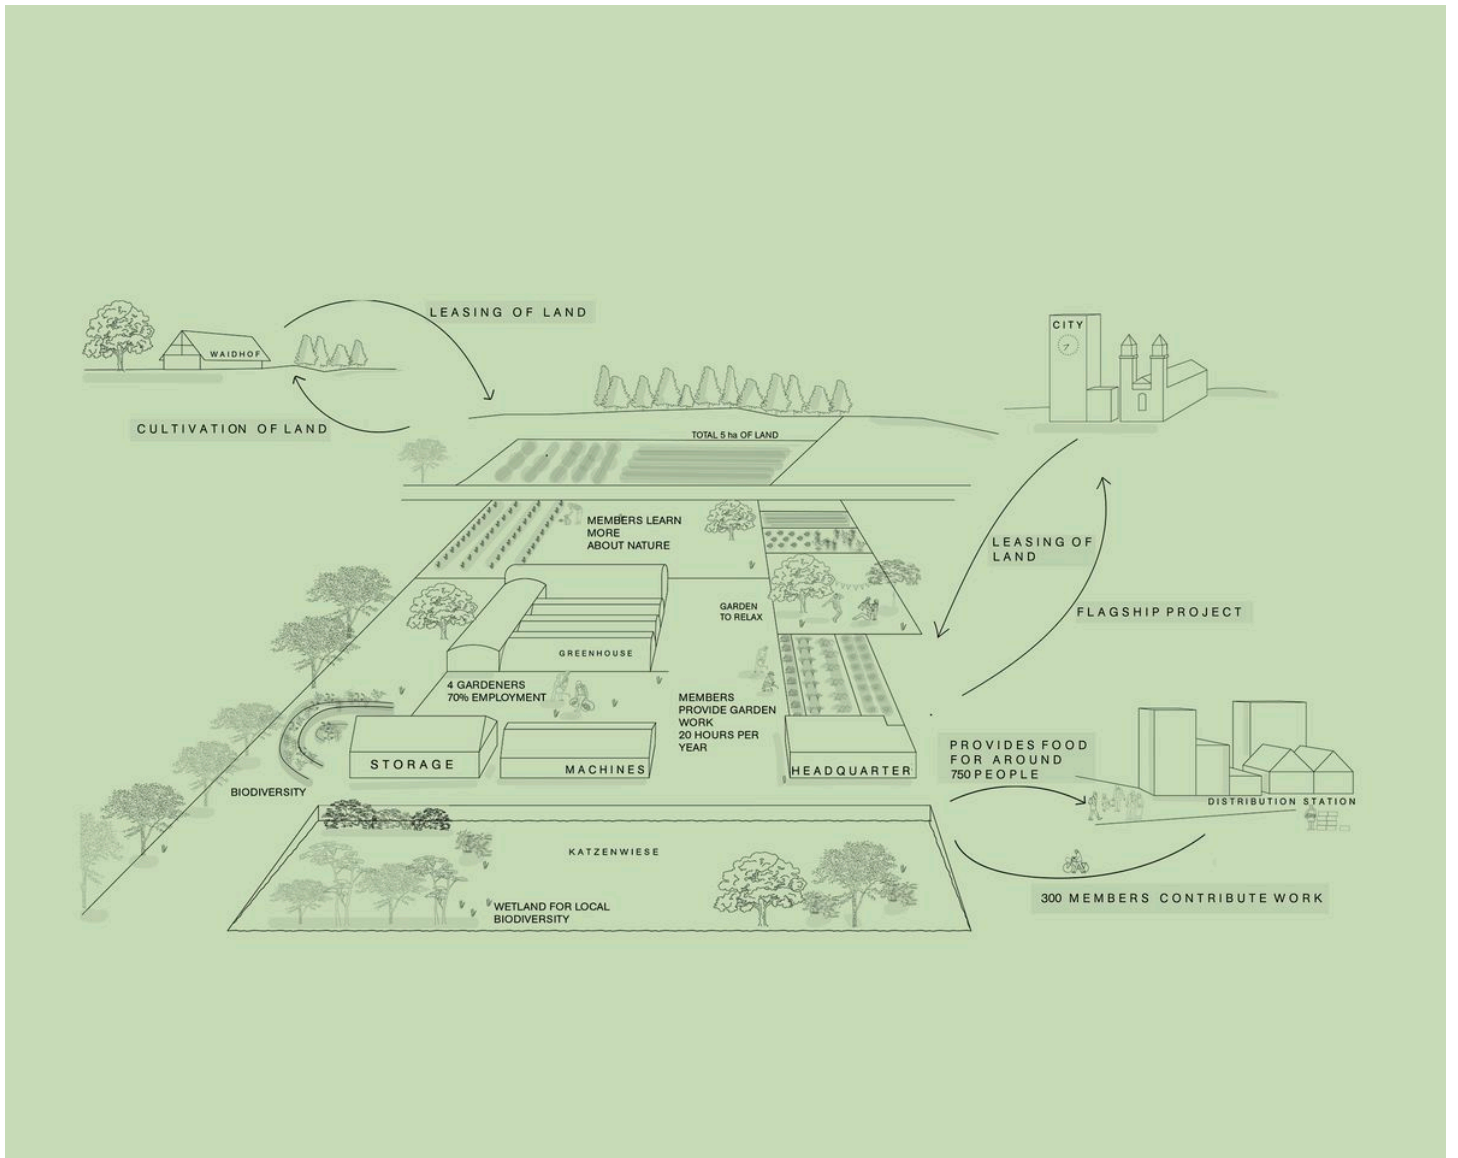 LEASING OF LAND
WAIDHOF
CULTIVATION OF LAND
CITY
TOTAL 5 ha OF LAND
MEMBERS LEARN
MORE
ABOUT NATURE
LEASING OF
LAND
GARDEN
TO RELAX
FLAGSHIP PROJECT
GREENHOUSE
4 GARDENERS
70% EMPLOYMENT
MEMBERS
PROVIDE GARDEN
WORK
20 HOURS PER
YEAR
STORAGE
MACHINES
HEADQUARTER
PROVIDES FOOD
FOR AROUND
750 PEOPLE
BIODIVERSITY
DISTRIBUTION STATION
KATZENWIESE
WETLAND FOR LOCAL
BIODIVERSITY
300 MEMBERS CONTRIBUTE WORK